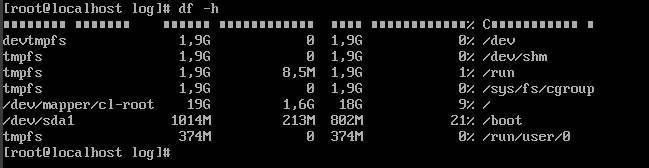 [root@localhost log]# df -h
% C
devtmpfs 1,9G 0 1,9G 0% /dev
tmpfs 1,9G 0 1,9G 0% /dev/shm
tmpfs 1,9G 8,5M 1,9G 1% /run
tmpfs 1,9G 0 1,9G 0% /sys/fs/cgroup
/dev/mapper/cl-root 19G 1,6G 18G 9% /
/dev/sda1 1014M 213M 802M 21% /boot
tmpfs 374M 0 374M 0% /run/user/0
[root@localhost log]#